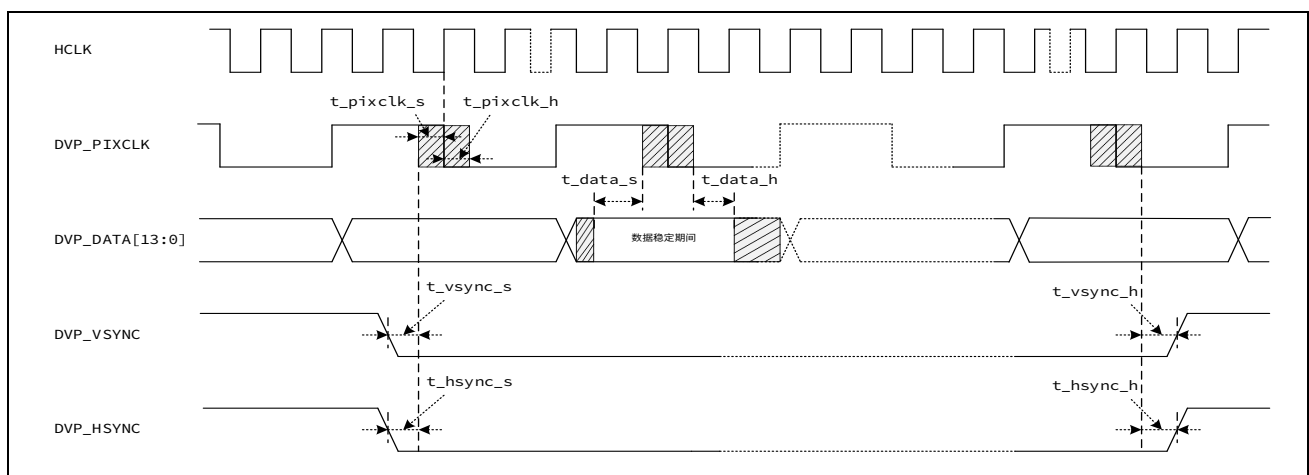 HCLK
t_pixclk_s t_pixclk_h
DVP_PIXCLK
t_data_s t_data_h
DVP_DATA[13:0]
数据稳定期间
t_vsync_s t_vsync_h
DVP_VSYNC
t_hsync_s t_hsync_h
DVP_HSYNC